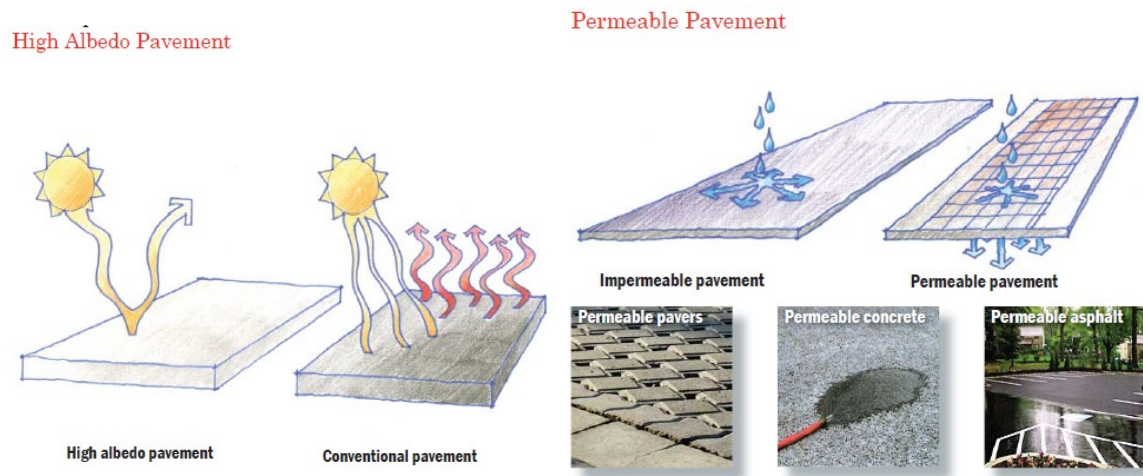 High Albedo Pavement
High albedo pavement
Conventional pavement
Permeable Pavement
Impermeable pavement
Permeable pavement
Permeable pavers
Permeable concrete
Permeable asphalt